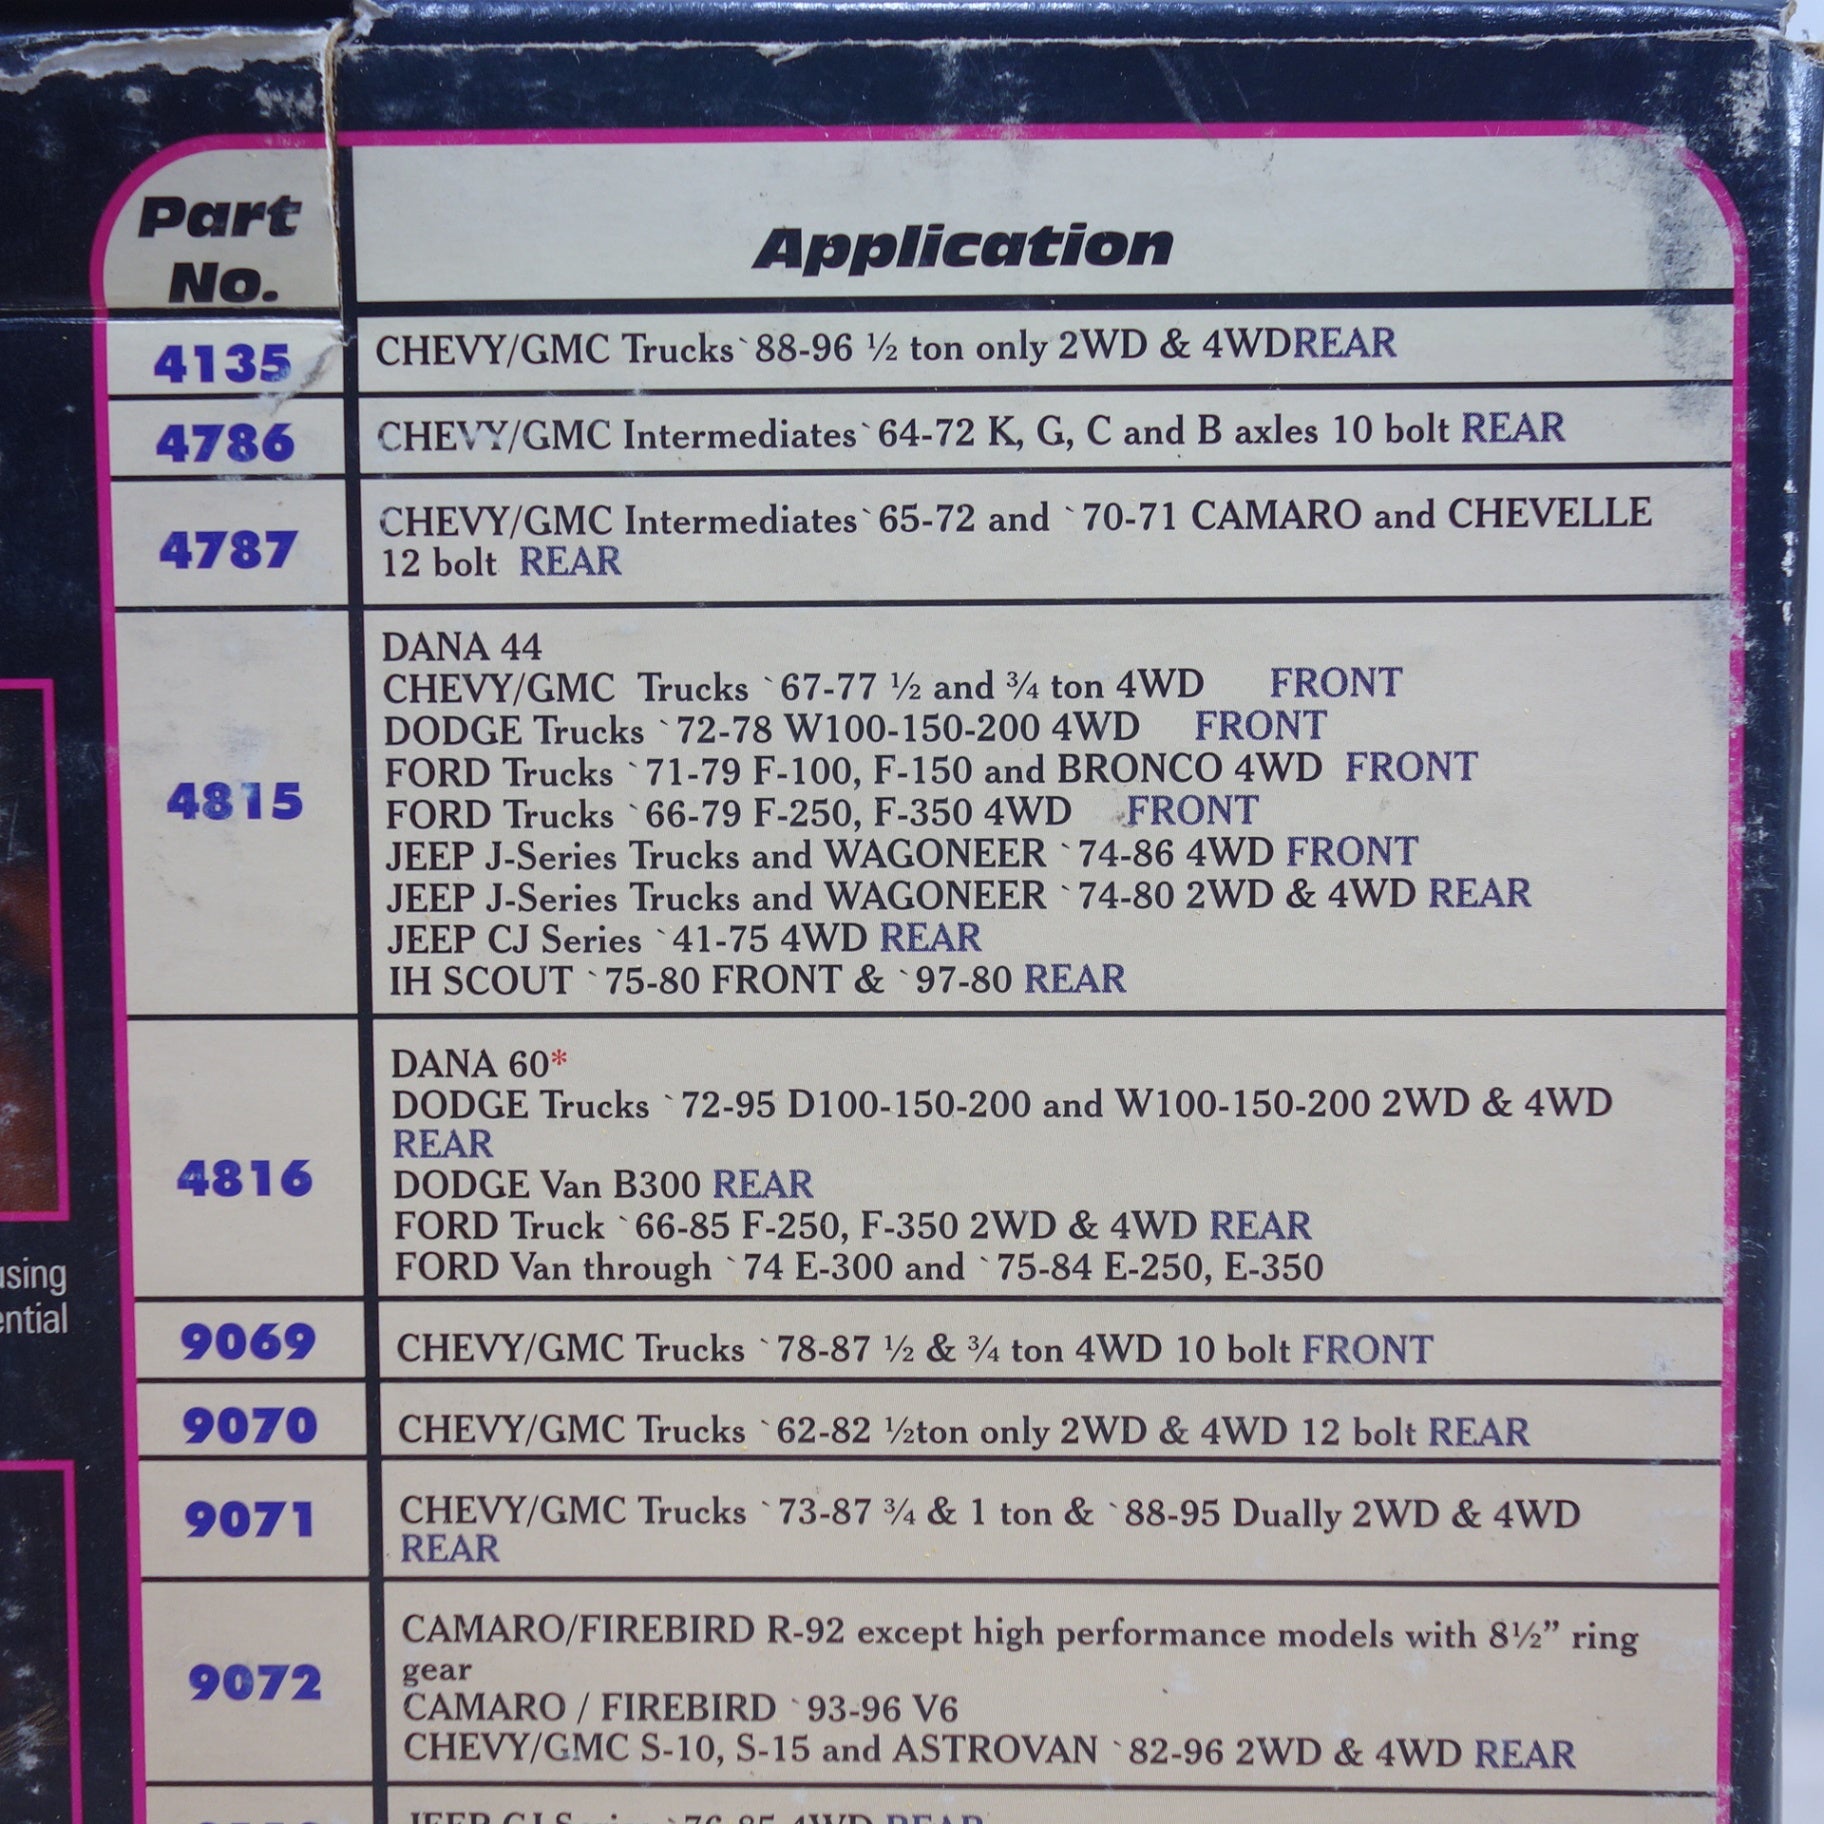 Part
No.
Application
4135
CHEVY/GMC Trucks`88-96 ½ ton only 2WD & 4WDREAR
4786
CHEVY/GMC Intermediates`64-72 K, G, C and B axles 10 bolt REAR
4787
CHEVY/GMC Intermediates`65-72 and `70-71 CAMARO and CHEVELLE
12 bolt REAR
4815
DANA 44
CHEVY/GMC Trucks `67-77 ½ and ¾ ton 4WD FRONT
DODGE Trucks `72-78 W100-150-200 4WD FRONT
FORD Trucks `71-79 F-100, F-150 and BRONCO 4WD FRONT
FORD Trucks `66-79 F-250, F-350 4WD FRONT
JEEP J-Series Trucks and WAGONEER `74-86 4WD FRONT
JEEP J-Series Trucks and WAGONEER `74-80 2WD & 4WD REAR
JEEP CJ Series `41-75 4WD REAR
IH SCOUT `75-80 FRONT & `97-80 REAR
4816
DANA 60*
DODGE Trucks `72-95 D100-150-200 and W100-150-200 2WD & 4WD
REAR
DODGE Van B300 REAR
FORD Truck `66-85 F-250, F-350 2WD & 4WD REAR
FORD Van through `74 E-300 and `75-84 E-250, E-350
using
ential
9069
CHEVY/GMC Trucks `78-87 ½ & ¾ ton 4WD 10 bolt FRONT
9070
CHEVY/GMC Trucks `62-82 ½ton only 2WD & 4WD 12 bolt REAR
9071
CHEVY/GMC Trucks `73-87 ¾ & 1 ton & `88-95 Dually 2WD & 4WD
REAR
9072
CAMARO/FIREBIRD R-92 except high performance models with 8½” ring
gear
CAMARO / FIREBIRD `93-96 V6
CHEVY/GMC S-10, S-15 and ASTROVAN `82-96 2WD & 4WD REAR
JEEP CJ Series `76-85 4WD REAR